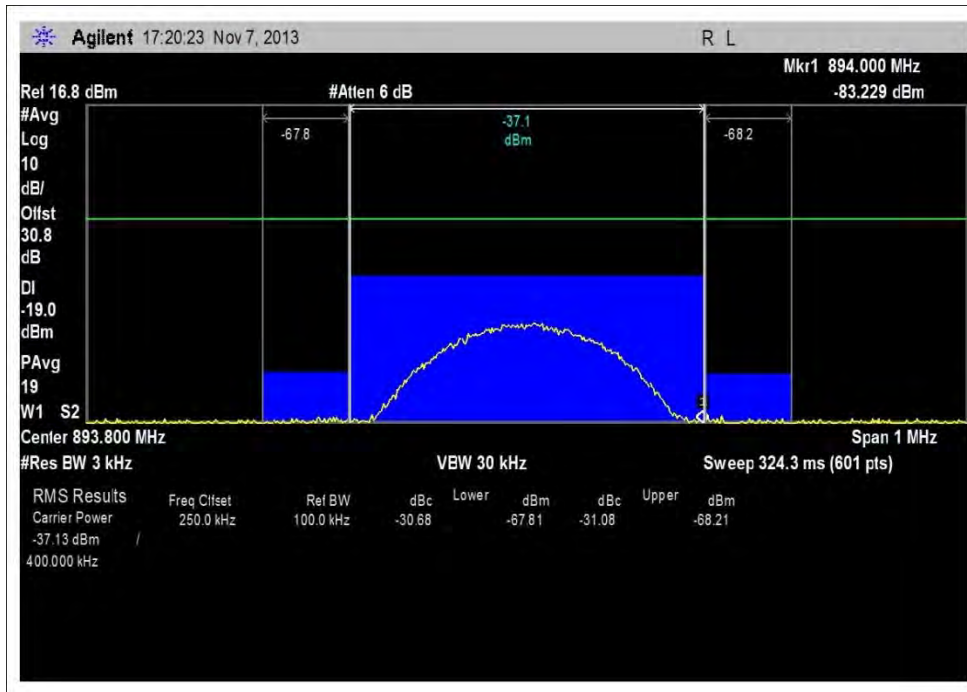 Agilent 17:20:23 Nov 7, 2013 R L
Mkr1 894.000 MHz
Ref 16.8 dBm #Atten 6 dB -83.229 dBm
#Avg
Log
10
dB/
Offst
30.8
dB
DI
-19.0
dBm
PAvg
19
W1 S2
-67.8
-37.1
dBm
-68.2
Center 893.800 MHz Span 1 MHz
#Res BW 3 kHz VBW 30 kHz Sweep 324.3 ms (601 pts)
RMS Results Freq Offset Ref BW dBc Lower dBm dBc Upper dBm
Carrier Power 250.0 kHz 100.0 kHz -30.68 -67.81 -31.08 -68.21
-37.13 dBm /
400.000 kHz